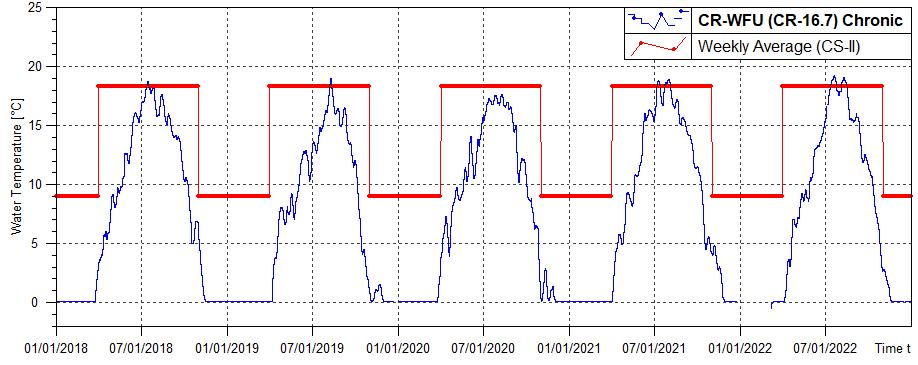 25
CR-WFU (CR-16.7) Chronic
Weekly Average (CS-II)
20
15
10
5
0
Water Temperature [°C]
01/01/2018 07/01/2018 01/01/2019 07/01/2019 01/01/2020 07/01/2020 01/01/2021 07/01/2021 01/01/2022 07/01/2022 Time t